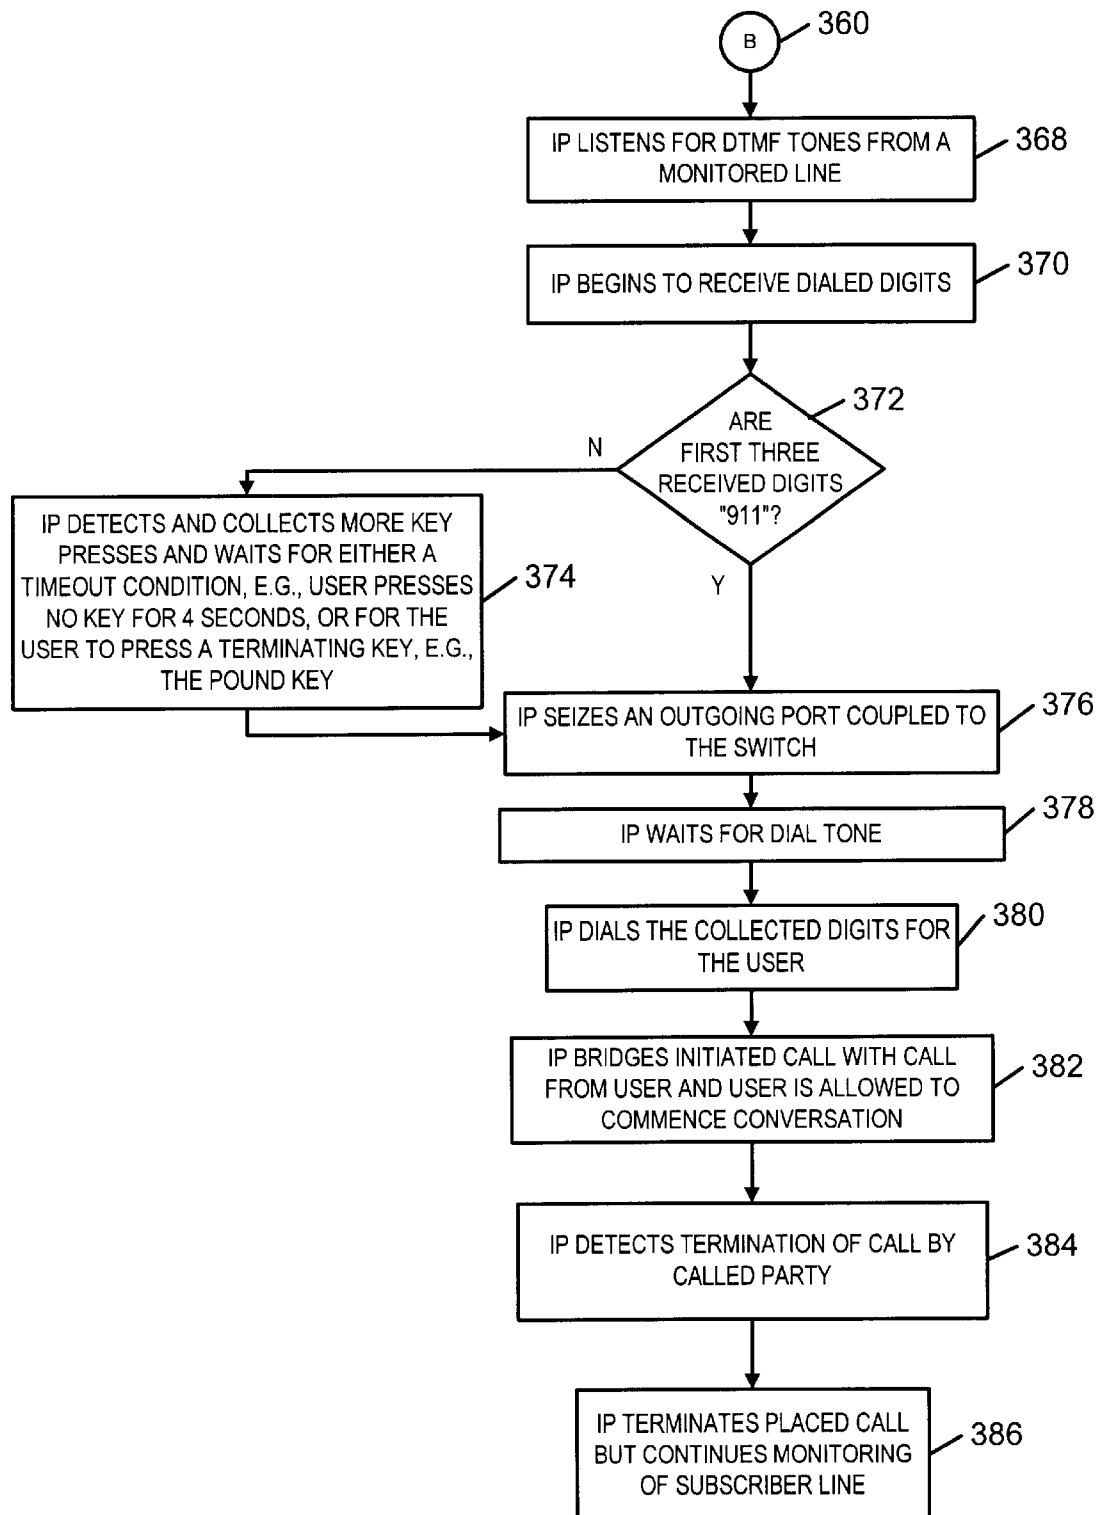 B
360
IP LISTENS FOR DTMF TONES FROM A
MONITORED LINE
368
IP BEGINS TO RECEIVE DIALED DIGITS
370
ARE
FIRST THREE
RECEIVED DIGITS
"911"?
372
N
Y
IP DETECTS AND COLLECTS MORE KEY
PRESSES AND WAITS FOR EITHER A
TIMEOUT CONDITION, E.G., USER PRESSES
NO KEY FOR 4 SECONDS, OR FOR THE
USER TO PRESS A TERMINATING KEY, E.G.,
THE POUND KEY
374
IP SEIZES AN OUTGOING PORT COUPLED TO
THE SWITCH
376
IP WAITS FOR DIAL TONE
378
IP DIALS THE COLLECTED DIGITS FOR
THE USER
380
IP BRIDGES INITIATED CALL WITH CALL
FROM USER AND USER IS ALLOWED TO
COMMENCE CONVERSATION
382
IP DETECTS TERMINATION OF CALL BY
CALLED PARTY
384
IP TERMINATES PLACED CALL
BUT CONTINUES MONITORING
OF SUBSCRIBER LINE
386